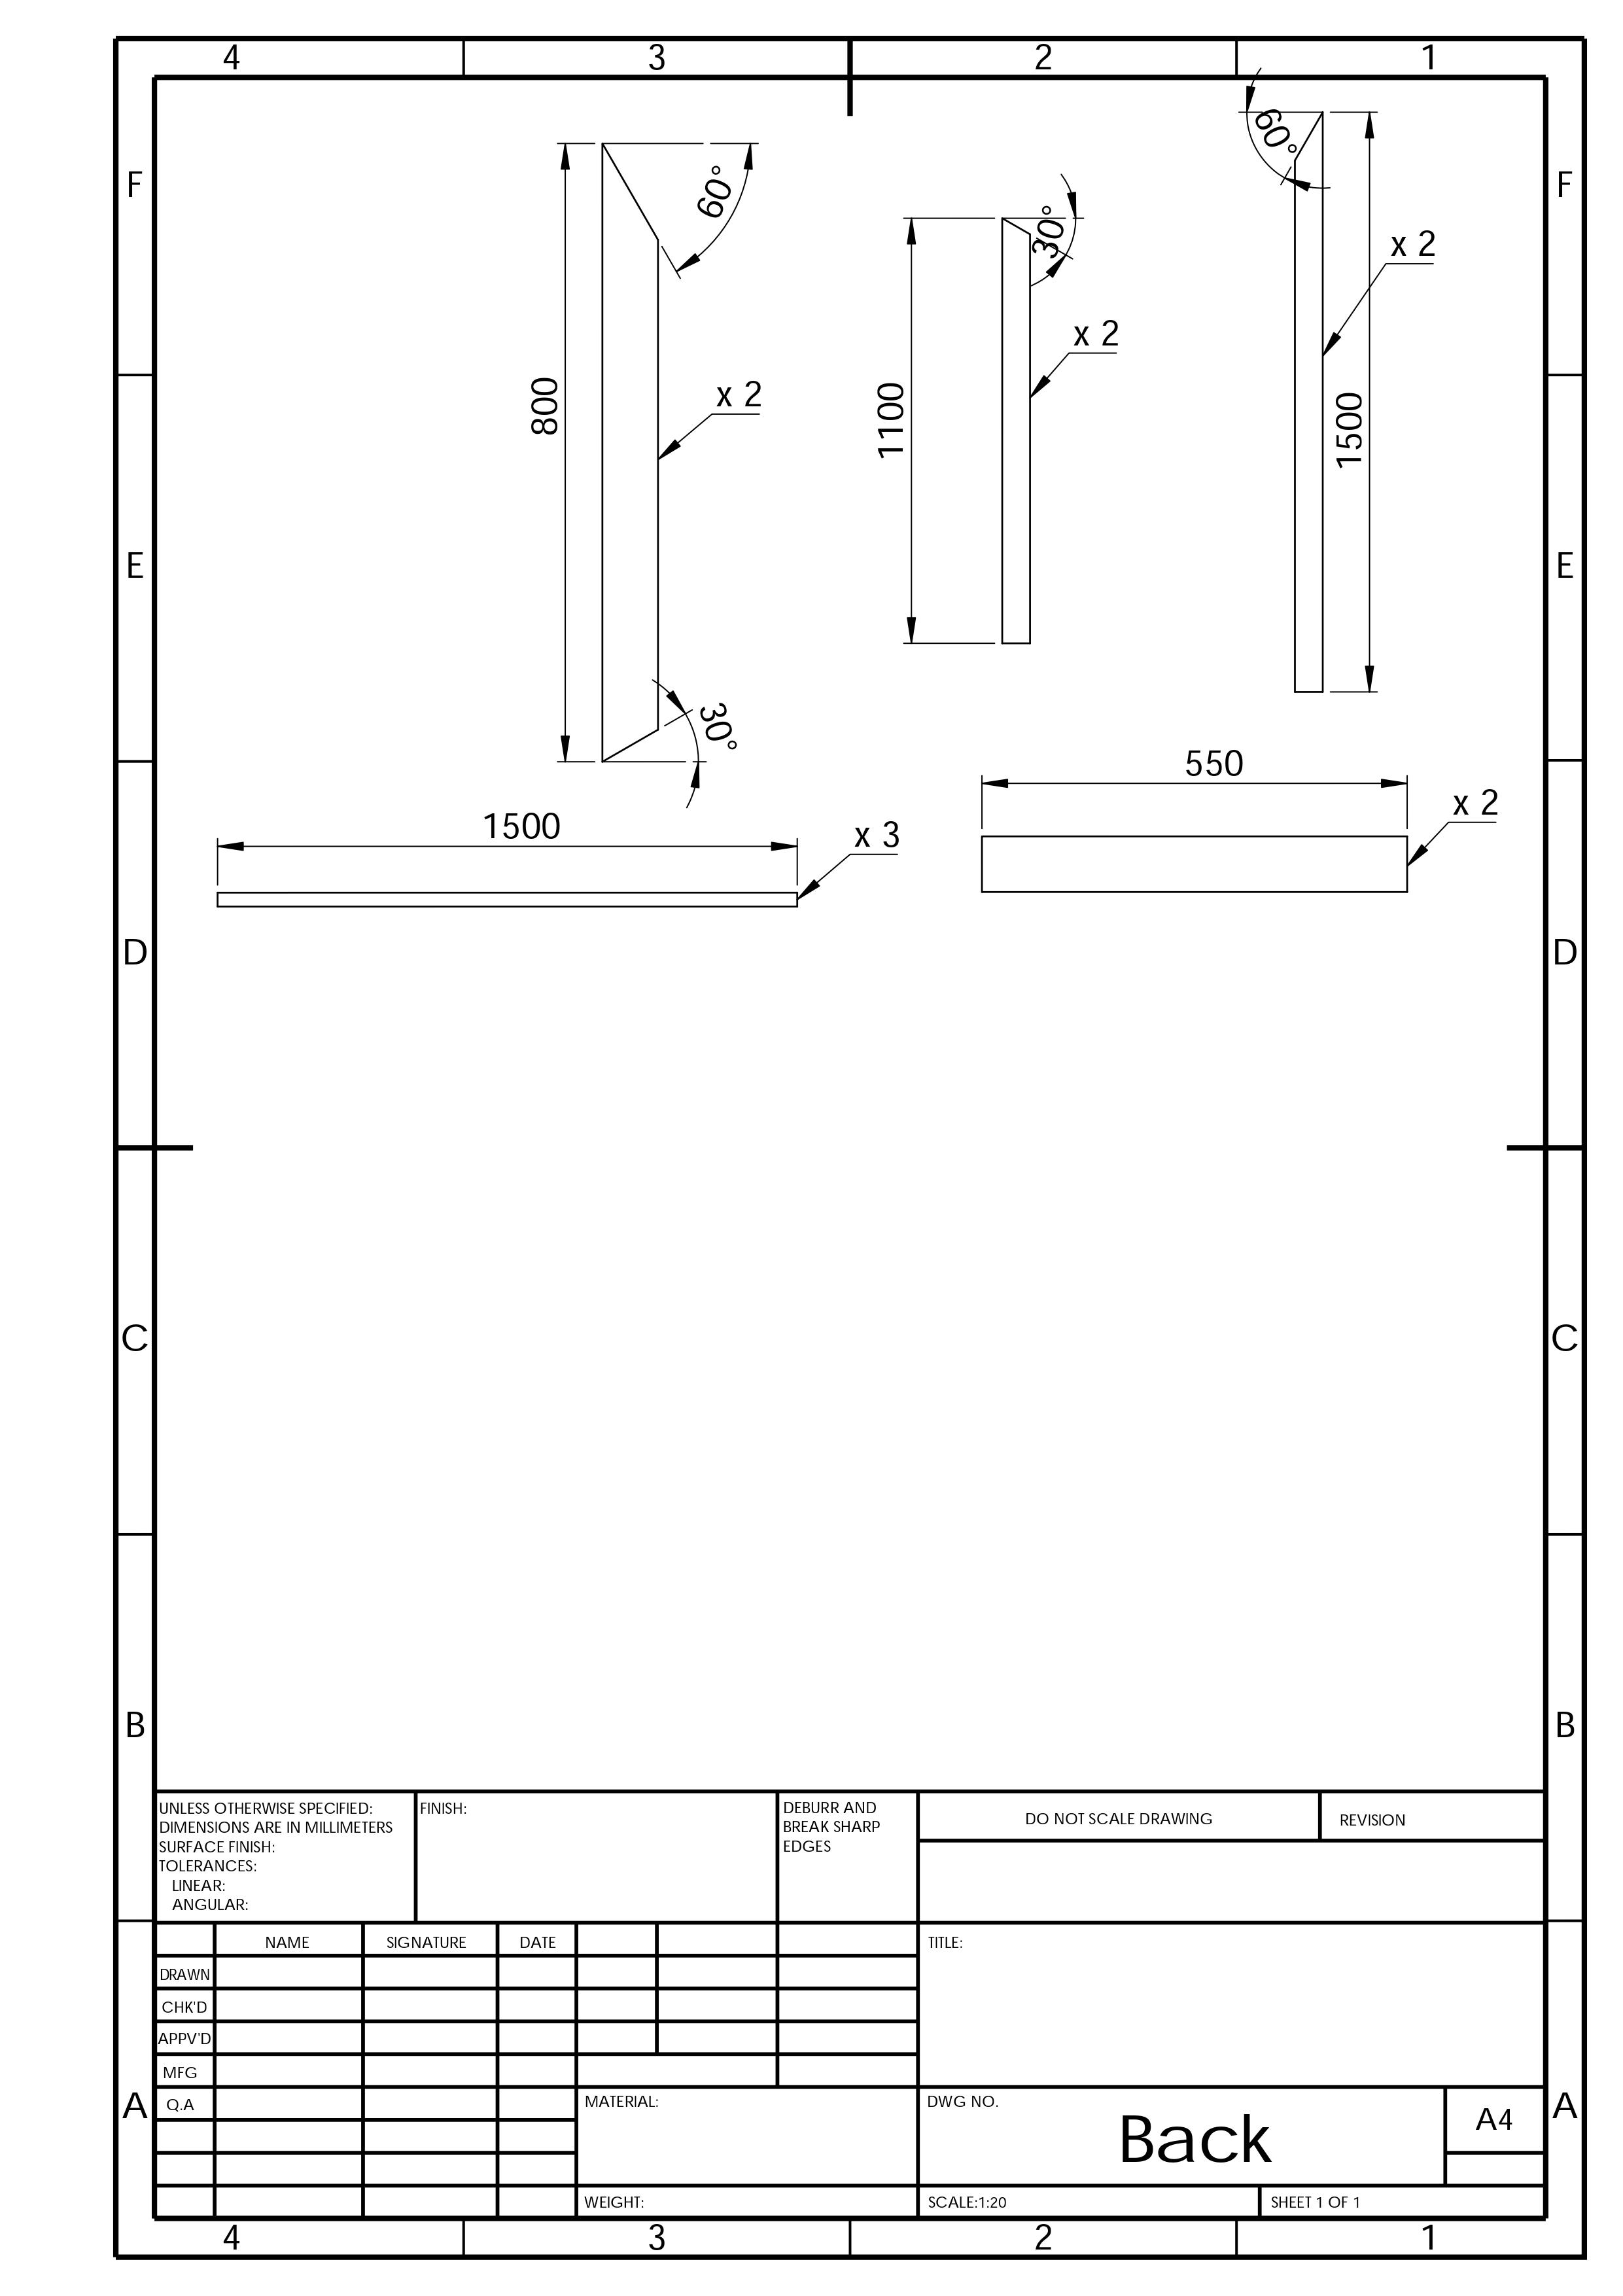 4 3 2 1
F F
60°
60°
30°
x 2
x 2
x 2
800
1100
1500
E E
30°
550
x 2
1500
x 3
D D
C C
B B
UNLESS OTHERWISE SPECIFIED:
DIMENSIONS ARE IN MILLIMETERS
SURFACE FINISH:
TOLERANCES:
LINEAR:
ANGULAR:
FINISH:
DEBURR AND
BREAK SHARP
EDGES
DO NOT SCALE DRAWING
REVISION
NAME SIGNATURE DATE
TITLE:
DRAWN
CHK'D
APPV'D
MFG
Q.A
MATERIAL:
DWG NO.
Back
A4
A A
WEIGHT:
SCALE:1:20
SHEET 1 OF 1
4 3 2 1